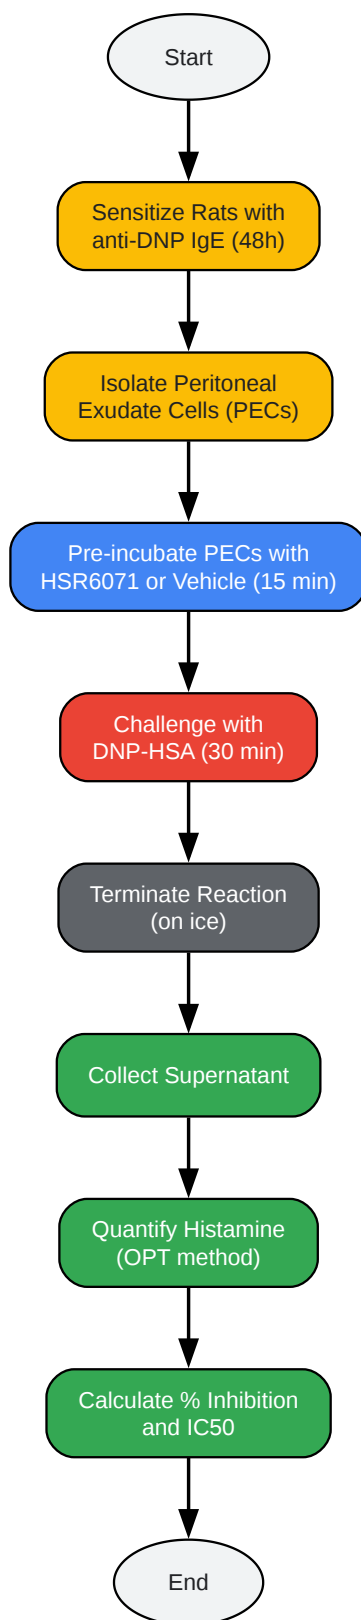 Start
Sensitize Rats with
anti-DNP IgE (48h)
Isolate Peritoneal
Exudate Cells (PECs)
Pre-incubate PECs with
HSR6071 or Vehicle (15 min)
Challenge with
DNP-HSA (30 min)
Terminate Reaction
(on ice)
Collect Supernatant
Quantify Histamine
(OPT method)
Calculate % Inhibition
and IC50
End